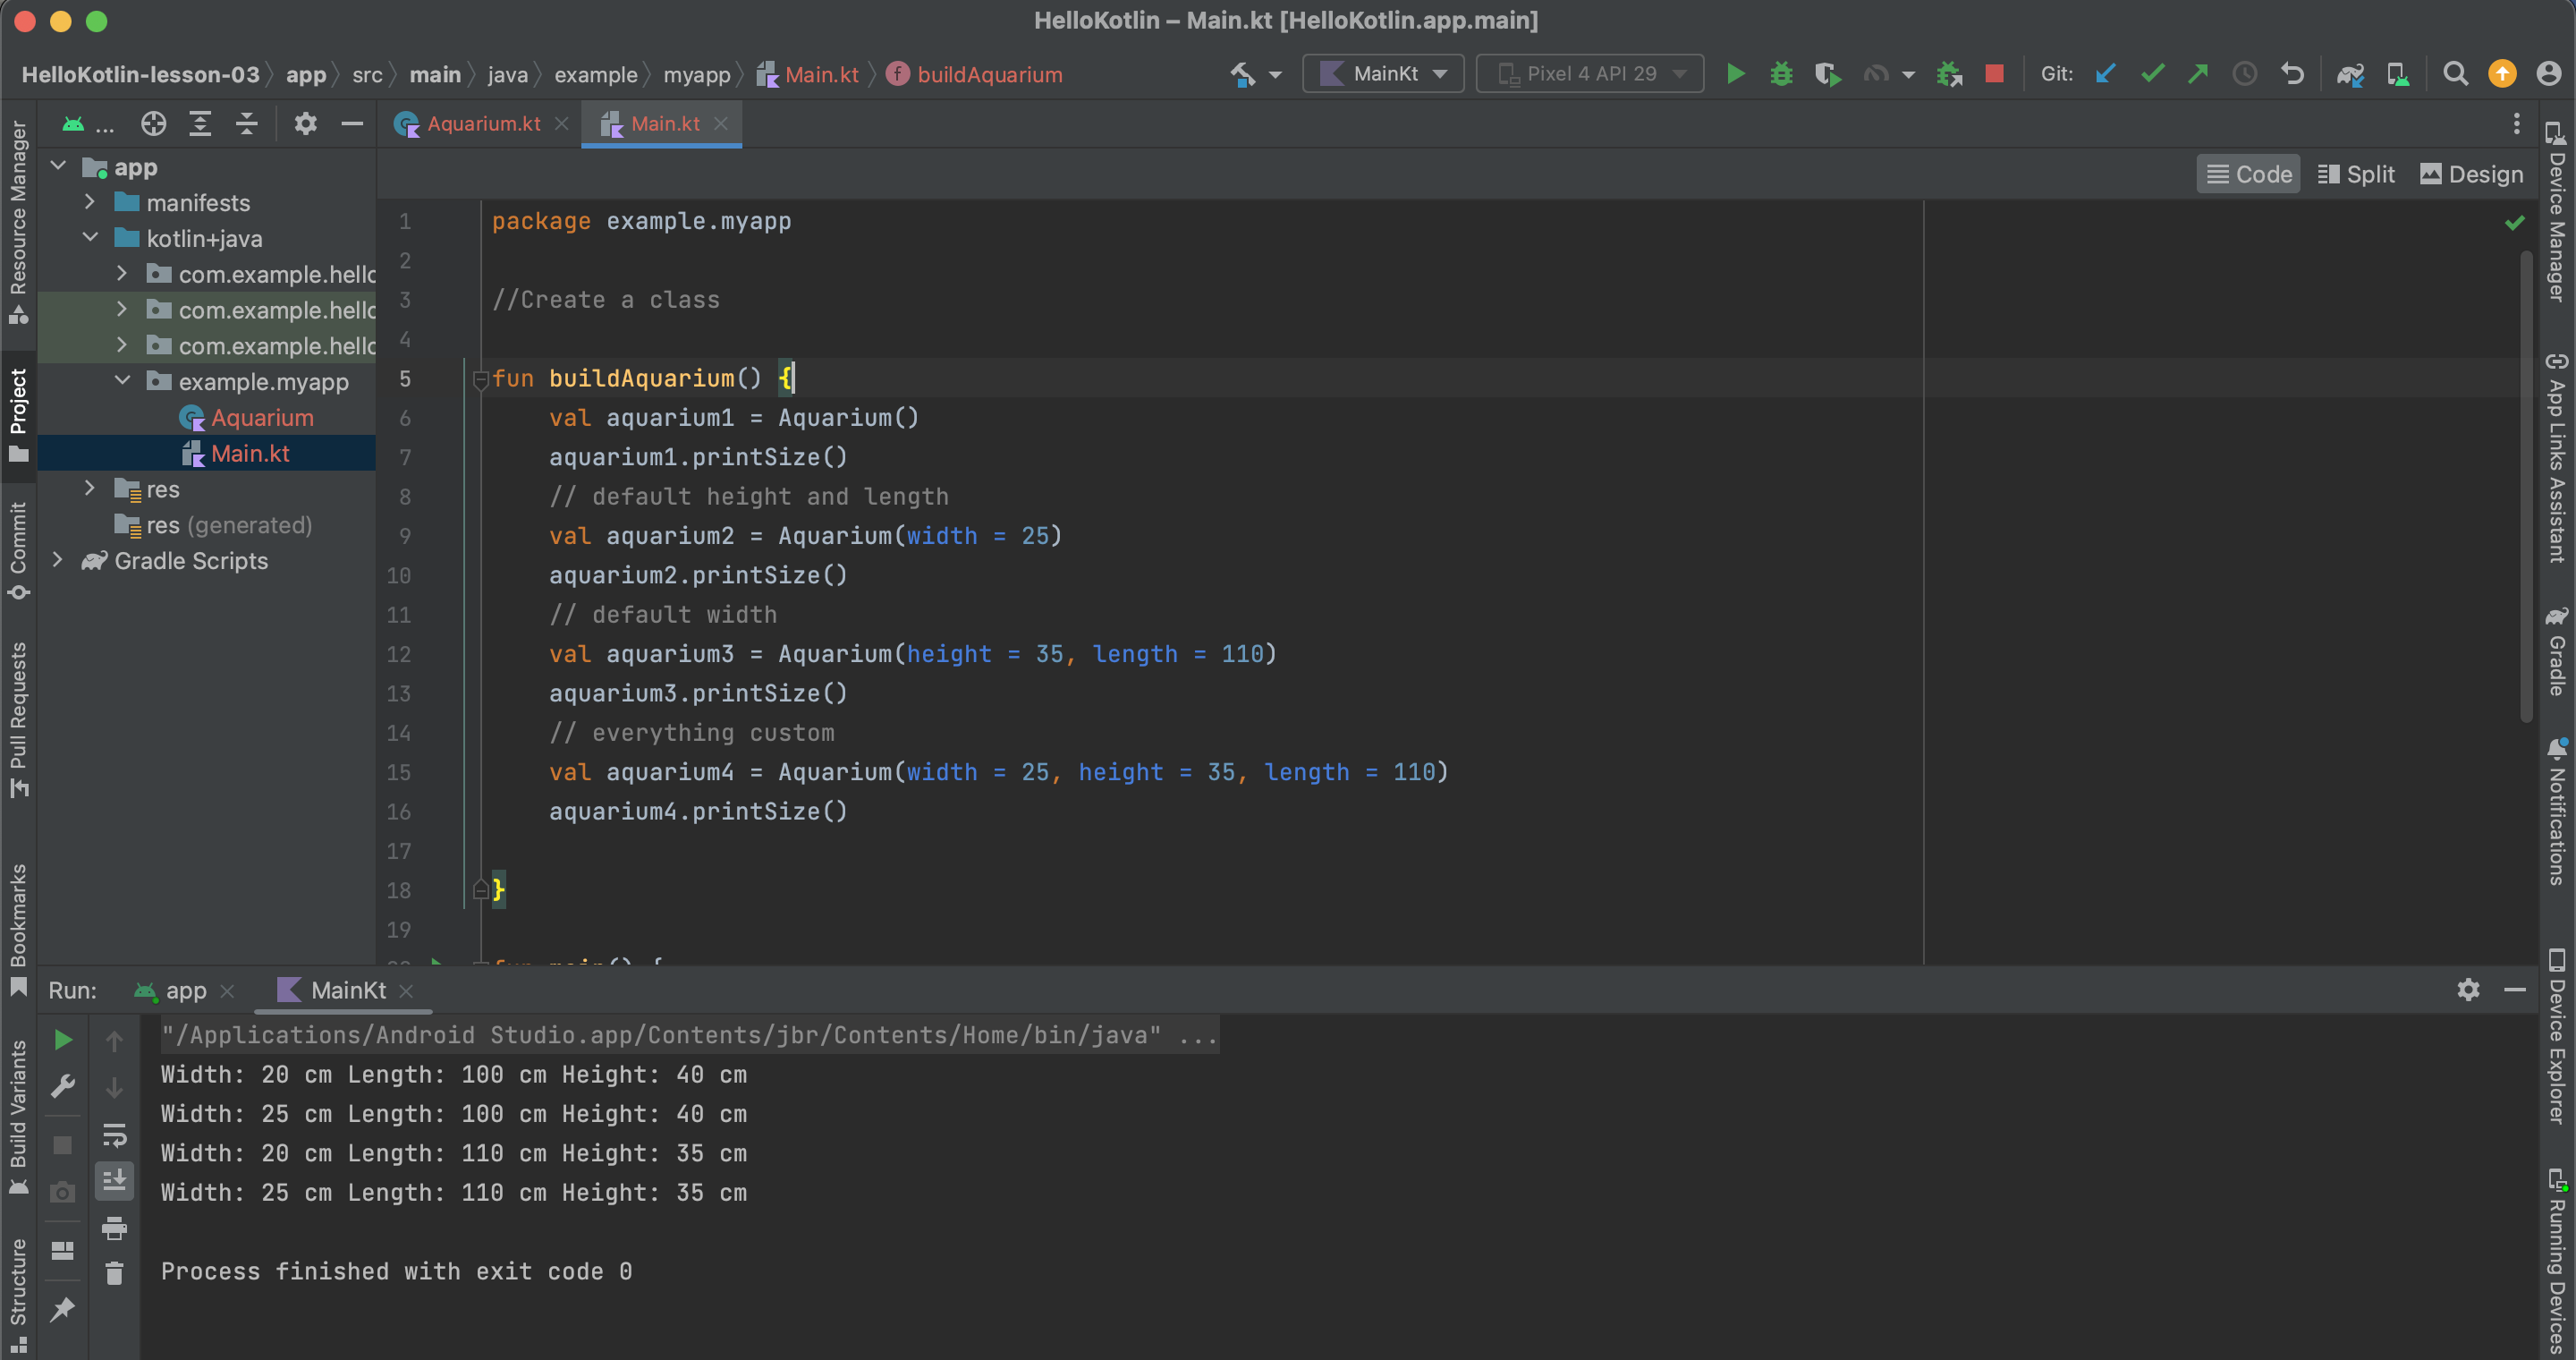 HelloKotlin – Main.kt [HelloKotlin.app.main]
HelloKotlin-lesson-03 app src main java example myapp Main.kt f buildAquarium MainKt Pixel 4 API 29 Git:
... Aquarium.kt Main.kt
Code Split Design
Resource Manager
Project
Commit
Pull Requests
Bookmarks
Build Variants
Structure
app
manifests
kotlin+java
com.example.hello
com.example.hello
com.example.hello
example.myapp
Aquarium
Main.kt
res
res (generated)
Gradle Scripts
1 package example.myapp
2
3 //Create a class
4
5 fun buildAquarium() {
6 val aquarium1 = Aquarium()
7 aquarium1.printSize()
8 // default height and length
9 val aquarium2 = Aquarium(width = 25)
10 aquarium2.printSize()
11 // default width
12 val aquarium3 = Aquarium(height = 35, length = 110)
13 aquarium3.printSize()
14 // everything custom
15 val aquarium4 = Aquarium(width = 25, height = 35, length = 110)
16 aquarium4.printSize()
17
18 }
19
fun main() {
Device Manager
App Links Assistant
Gradle
Notifications
Device Explorer
Running Devices
Run: app MainKt
"/Applications/Android Studio.app/Contents/jbr/Contents/Home/bin/java" ...
Width: 20 cm Length: 100 cm Height: 40 cm
Width: 25 cm Length: 100 cm Height: 40 cm
Width: 20 cm Length: 110 cm Height: 35 cm
Width: 25 cm Length: 110 cm Height: 35 cm
Process finished with exit code 0